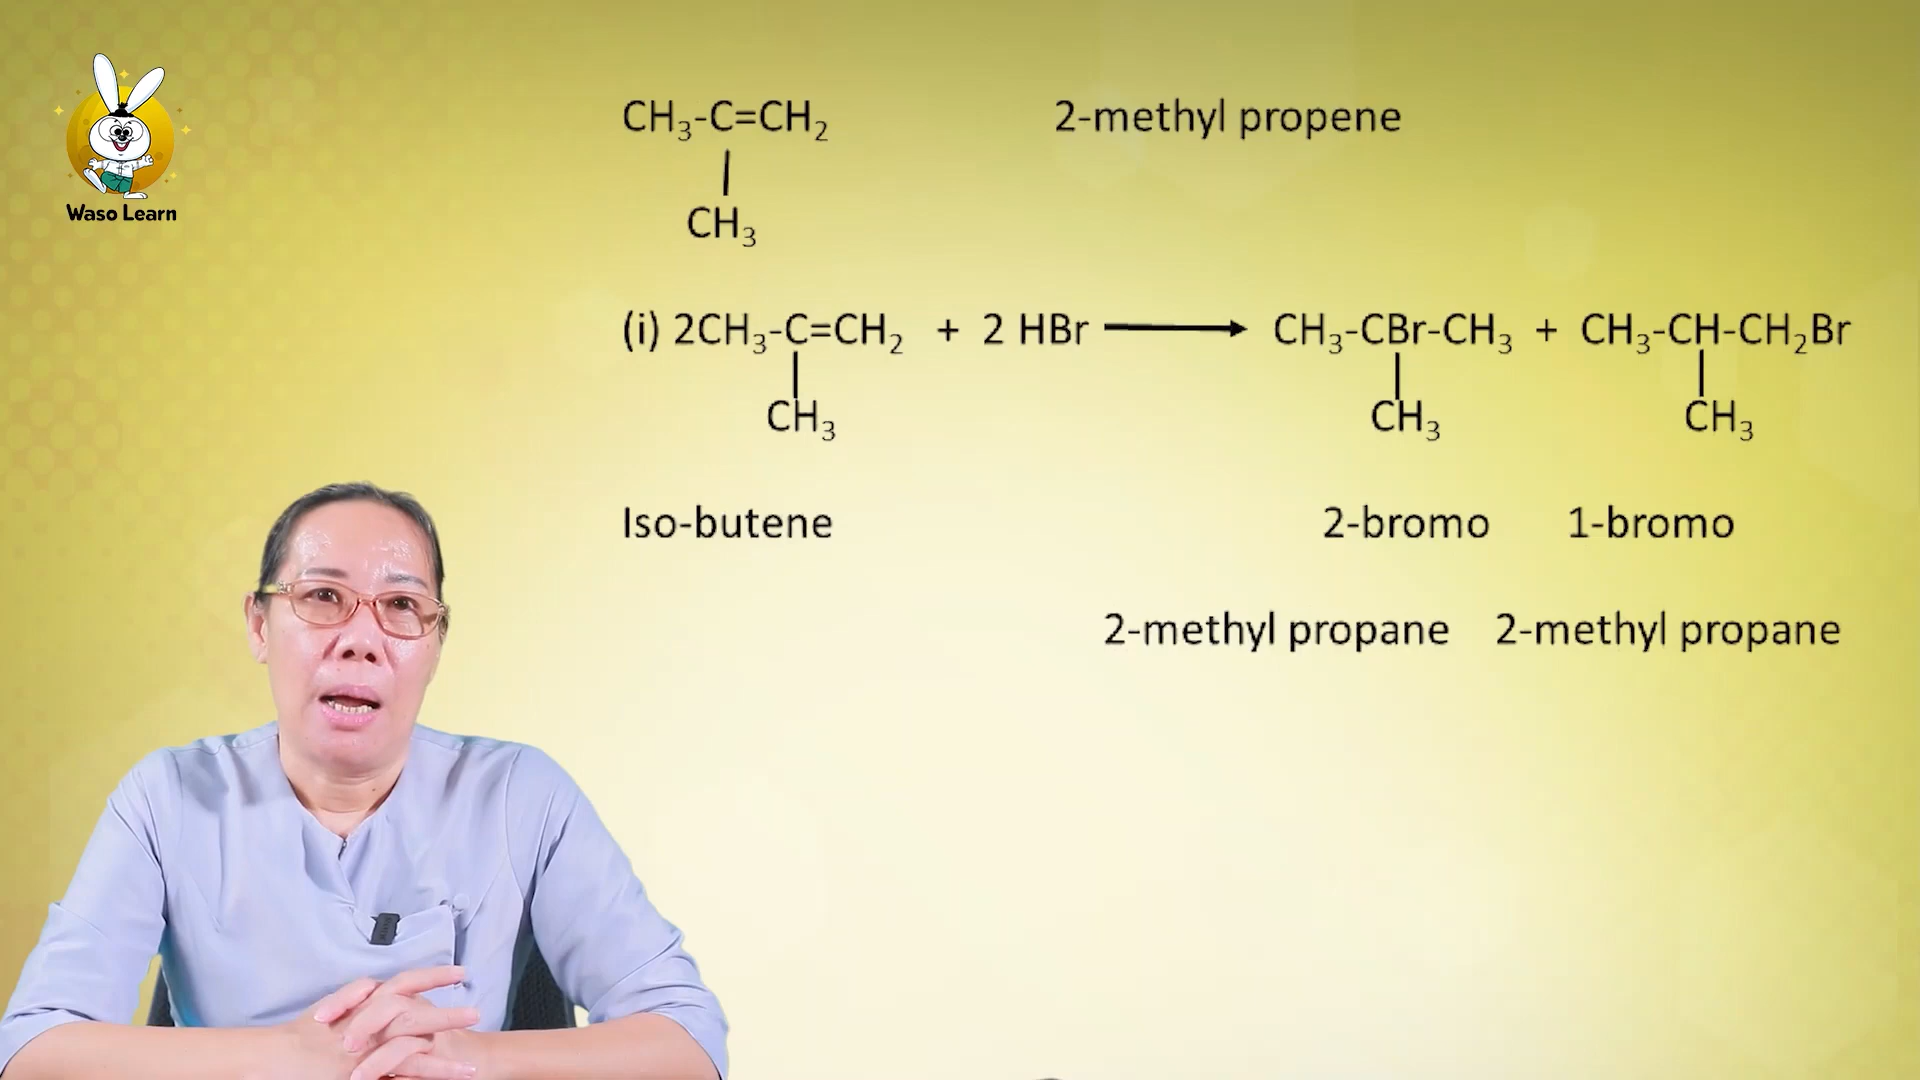 Waso Learn
CH₃-C=CH₂ 2-methyl propene
CH₃
(i) 2CH₃-C=CH₂ + 2 HBr ⟶ CH₃-CBr-CH₃ + CH₃-CH-CH₂Br
CH₃ CH₃ CH₃
Iso-butene 2-bromo 1-bromo
2-methyl propane 2-methyl propane